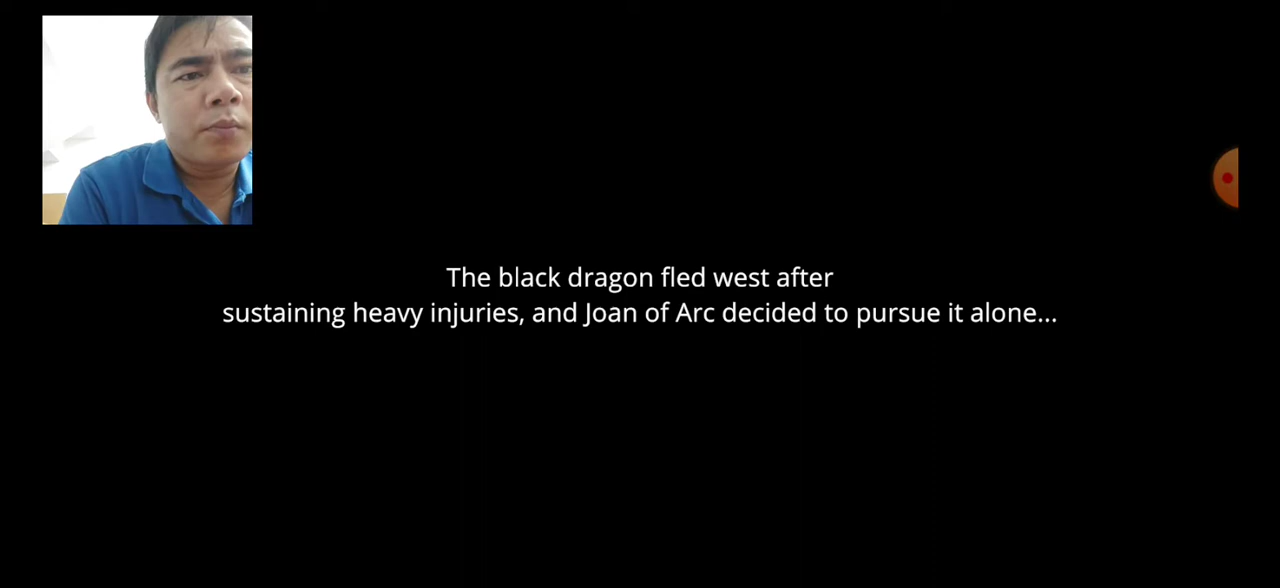 The black dragon fled west after
sustaining heavy injuries, and Joan of Arc decided to pursue it alone...